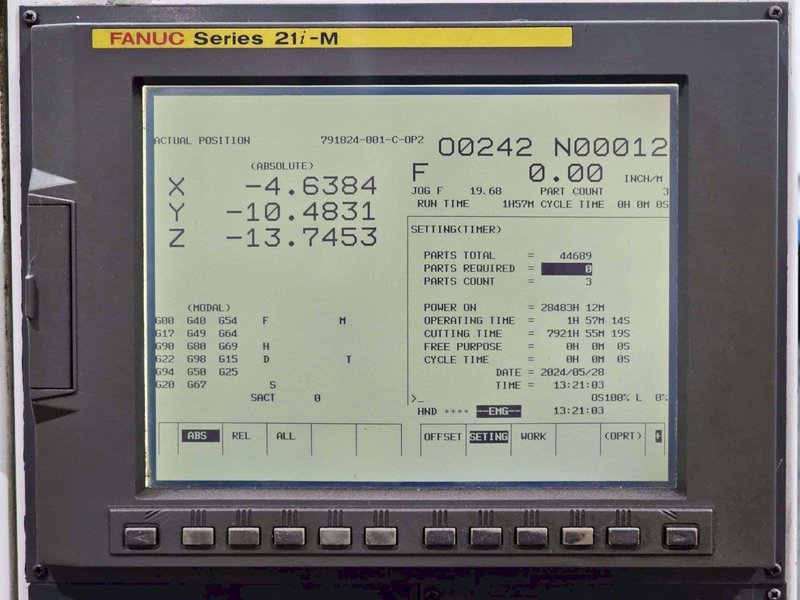 FANUC Series 21i-M
ACTUAL POSITION 791824-001-C-OP2 O0242 N00012
(ABSOLUTE) F 0.00 INCH/M
X -4.6384 JOG F 19.68 PART COUNT 3
RUN TIME 1H57M CYCLE TIME 0H 0M 0S
Y -10.4831
Z -13.7453
SETTING(TIMER)
PARTS TOTAL = 44689
PARTS REQUIRED = 0
PARTS COUNT = 3
(MODAL) POWER ON = 28483H 12M
G00 G40 G54 F M OPERATING TIME = 1H 57M 14S
G17 G49 G64 CUTTING TIME = 7921H 55M 19S
G90 G80 G69 H FREE PURPOSE = 0H 0M 0S
G22 G98 G15 D T CYCLE TIME = 0H 0M 0S
G94 G50 G25 DATE = 2024/05/28
G20 G67 S TIME = 13:21:03
SACT 0 >_ OS100% L 0%
HND **** --EMG-- 13:21:03
ABS REL ALL OFFSET SETING WORK (OPRT) +